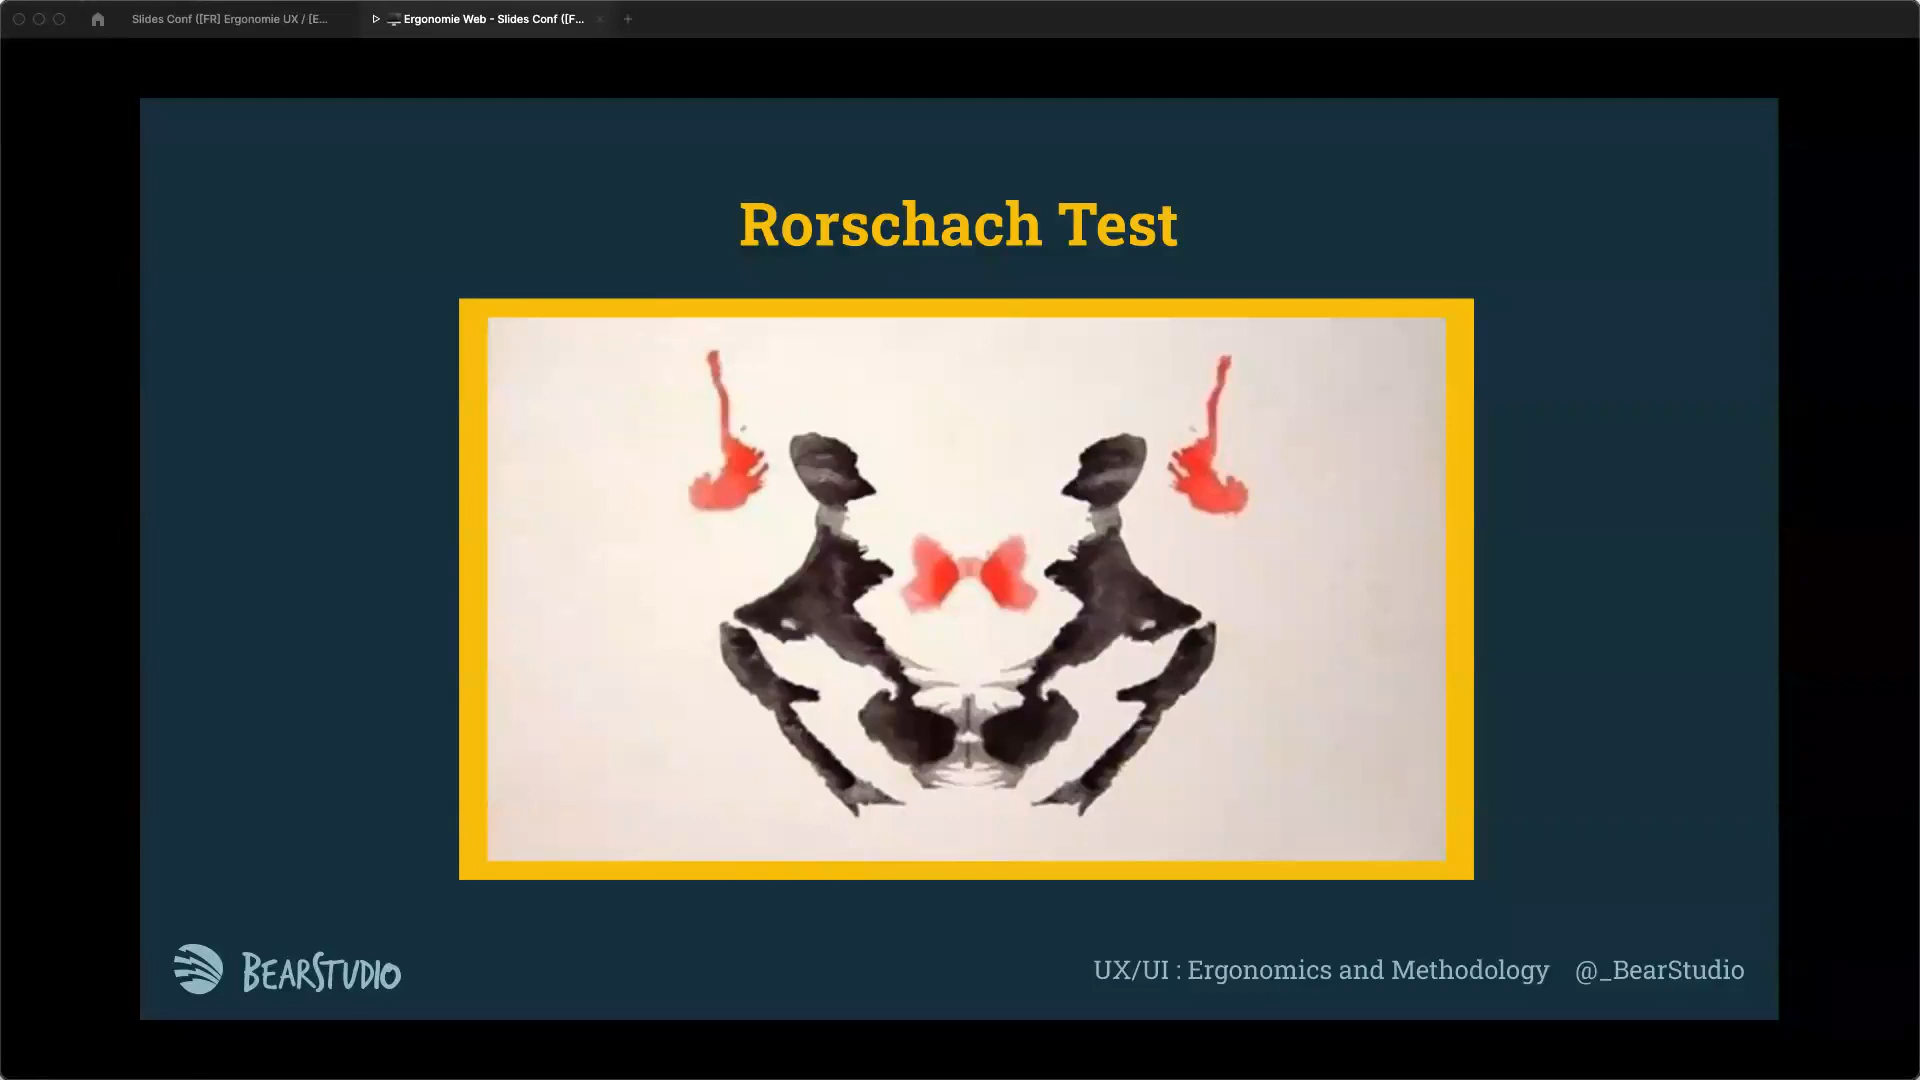 Slides Conf ([FR] Ergonomie UX / [E...
Ergonomie Web - Slides Conf ([F...
Rorschach Test
BEARSTUDIO
UX/UI : Ergonomics and Methodology @_BearStudio